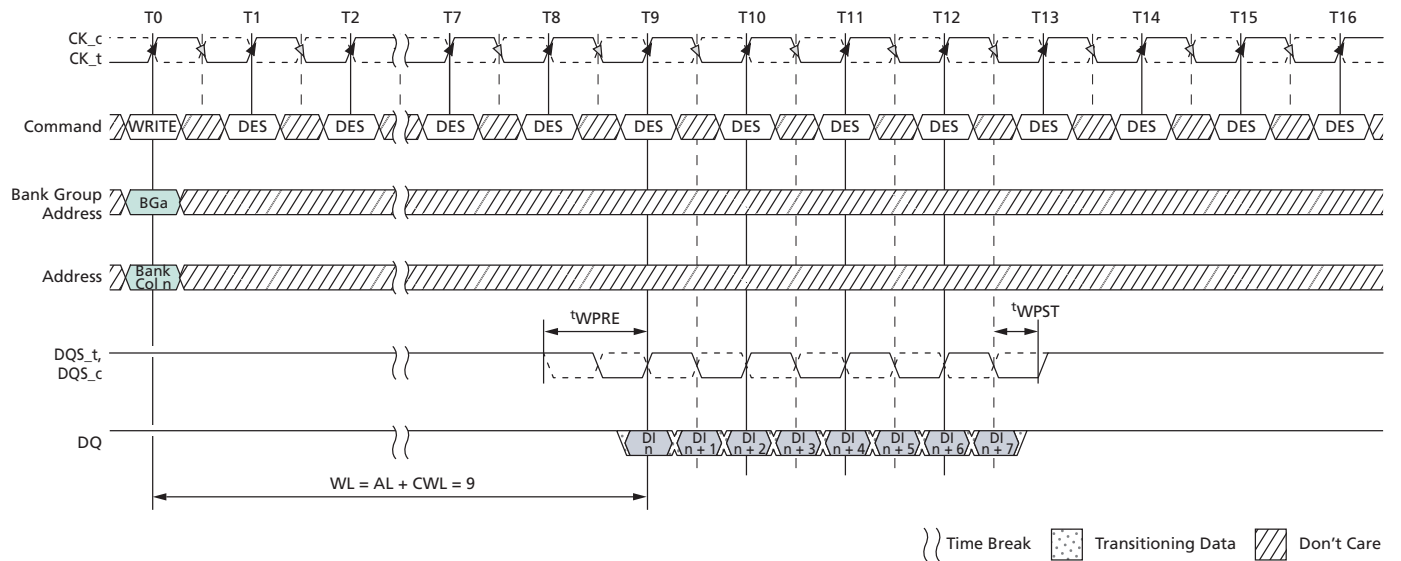 T0 T1 T2 T7 T8 T9 T10 T11 T12 T13 T14 T15 T16
CK_c
CK_t
Command WRITE DES DES DES DES DES DES DES DES DES DES DES DES
Bank Group
Address
BGa
Address
Bank
Col n
tWPRE
tWPST
DQS_t,
DQS_c
DQ
DI DI DI DI DI DI DI DI
n n + 1 n + 2 n + 3 n + 4 n + 5 n + 6 n + 7
WL = AL + CWL = 9
Time Break Transitioning Data Don't Care